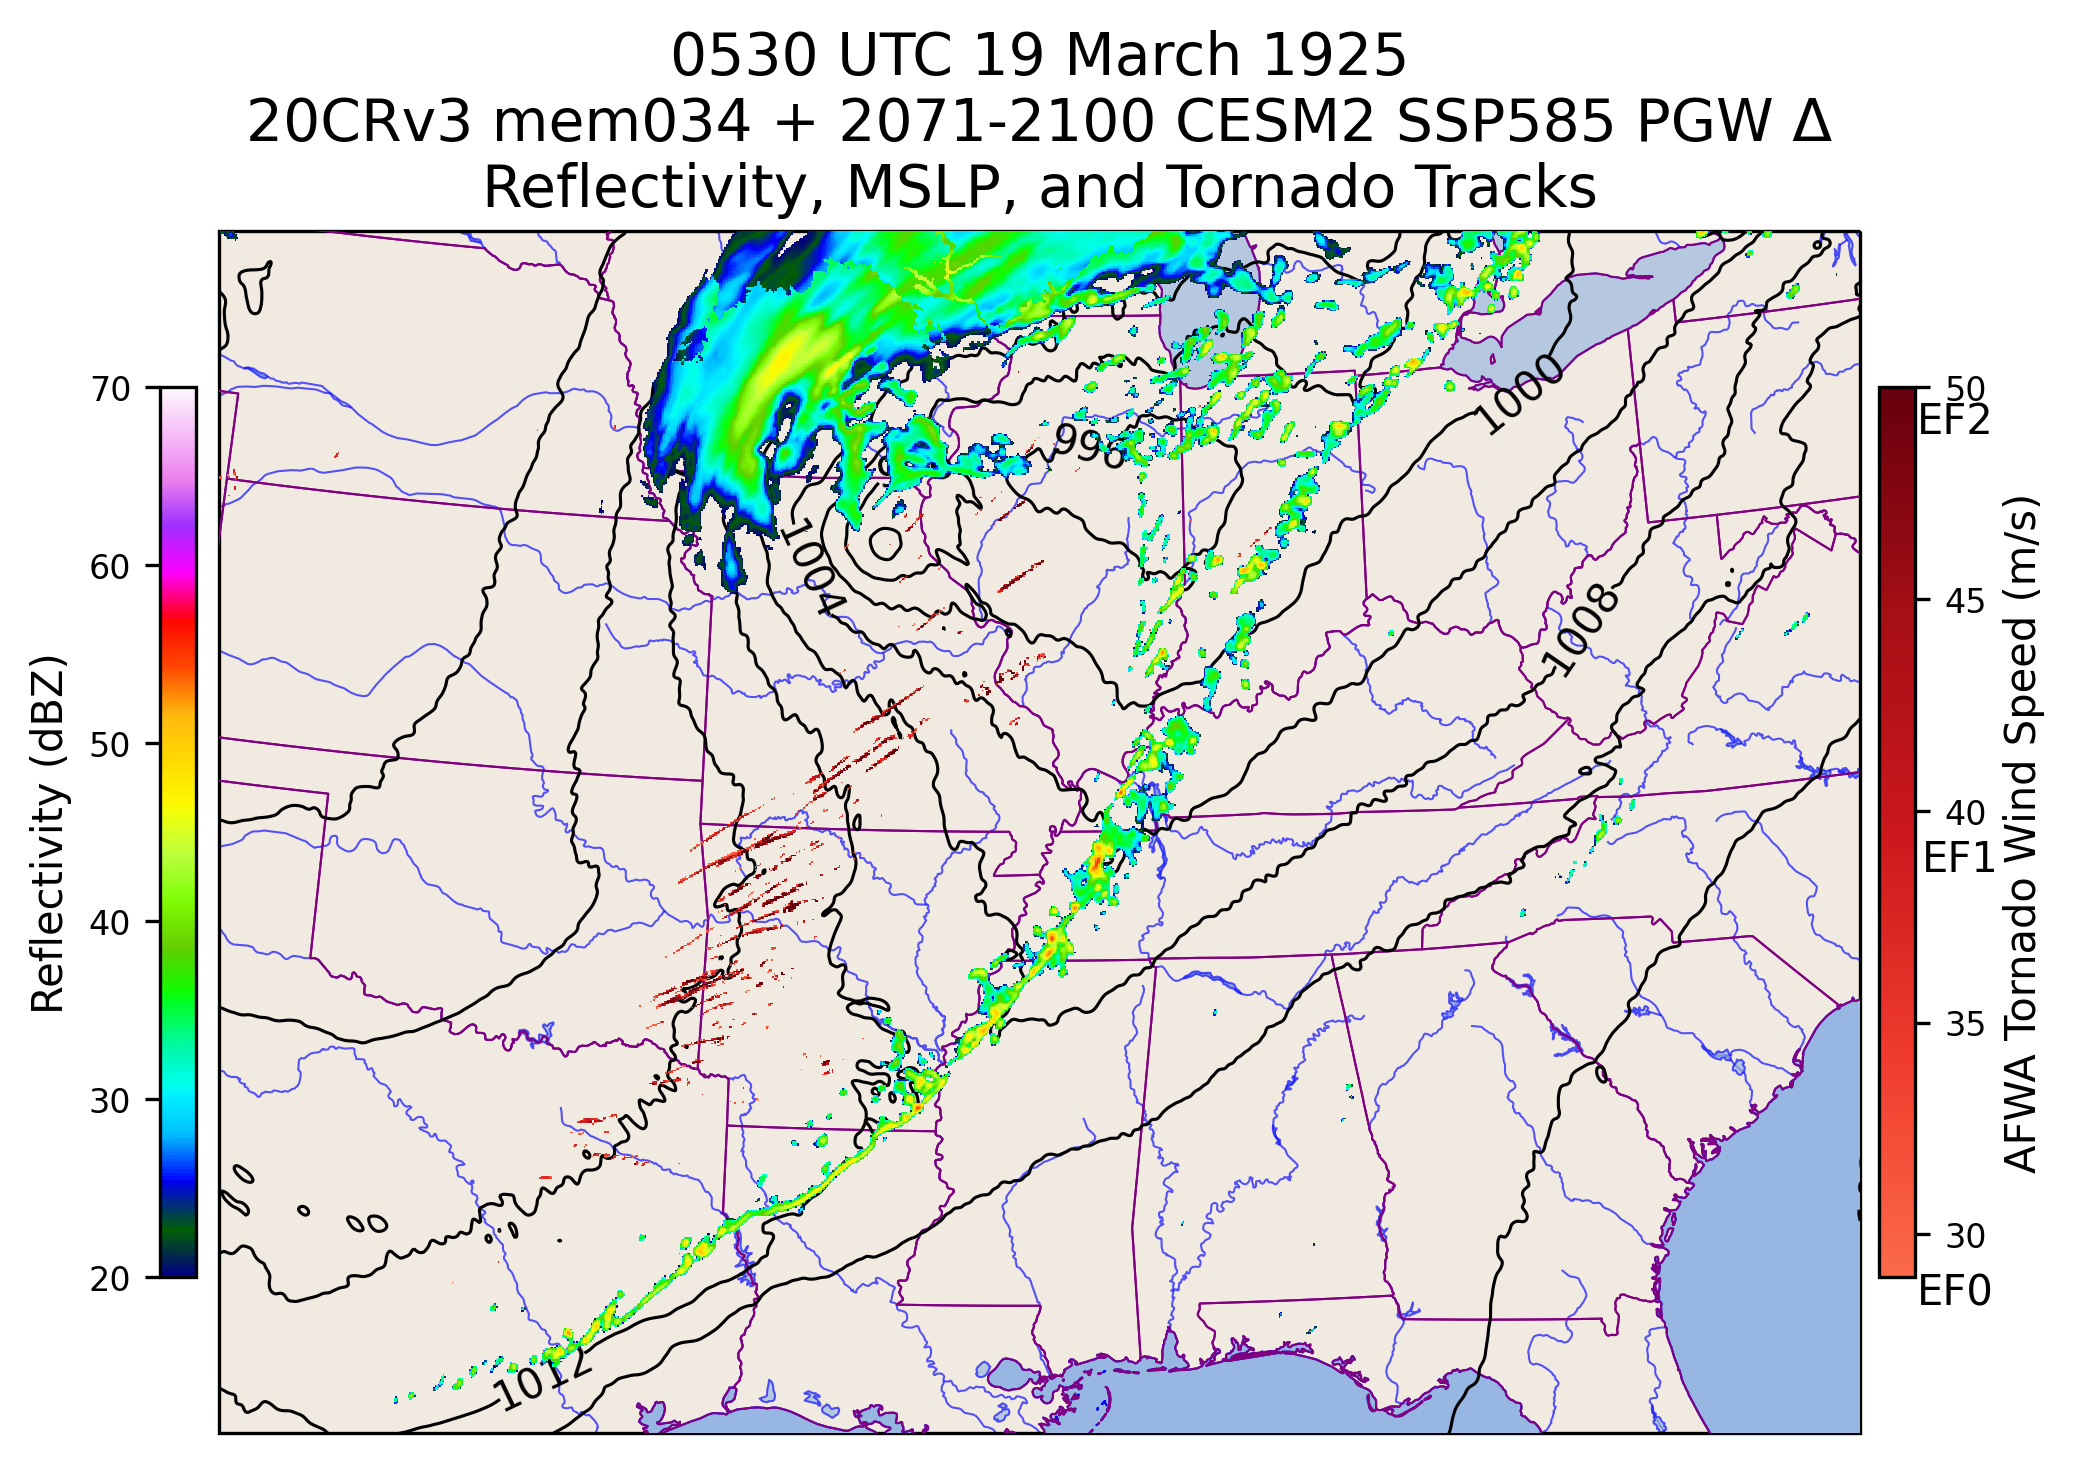 0530 UTC 19 March 1925
20CRv3 mem034 + 2071-2100 CESM2 SSP585 PGW Δ
Reflectivity, MSLP, and Tornado Tracks
Reflectivity (dBZ)
70
60
50
40
30
20
996
1000
1004
1008
1012
50
EF2
45
40
EF1
35
30
EF0
AFWA Tornado Wind Speed (m/s)